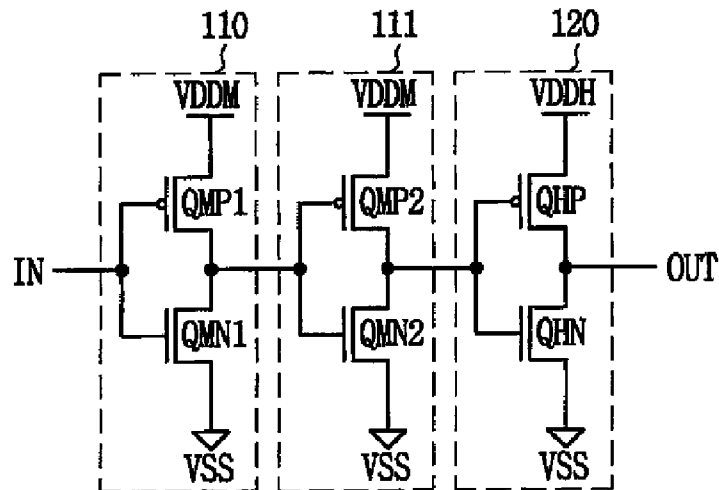 110 111 120
VDDM VDDM VDDH
QMP1 QMP2 QHP
IN OUT
QMN1 QMN2 QHN
VSS VSS VSS